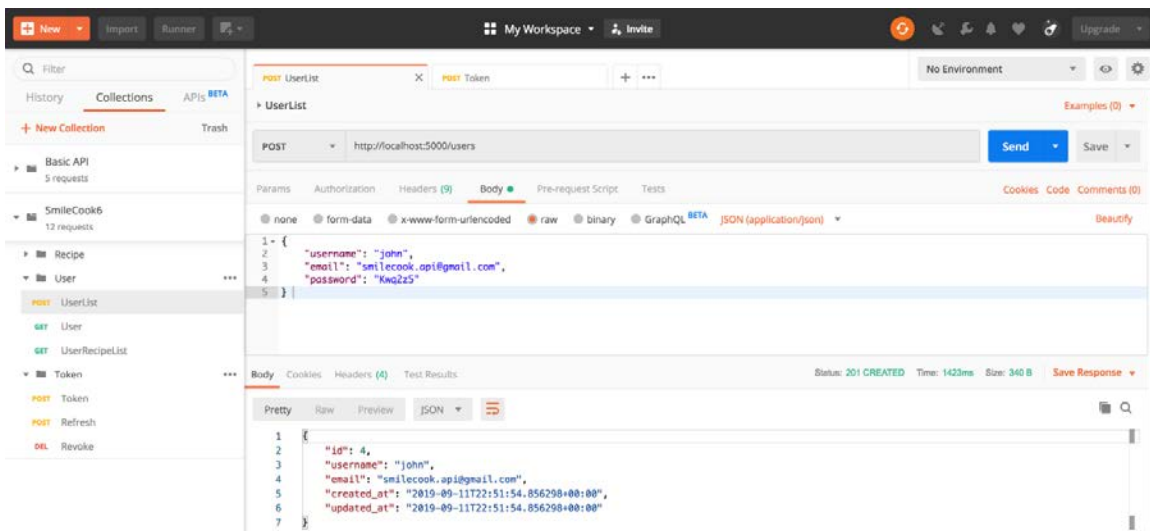 New Import Runner My Workspace Invite Upgrade
Filter
History Collections APIs BETA
+ New Collection Trash
Basic API
5 requests
SmileCook6
12 requests
Recipe
User
POST UserList
GET User
GET UserRecipeList
Token
POST Token
POST Refresh
DEL Revoke
POST UserList POST Token No Environment
UserList Examples (0)
POST http://localhost:5000/users Send Save
Params Authorization Headers (9) Body Pre-request Script Tests Cookies Code Comments (0)
none form-data x-www-form-urlencoded raw binary GraphQL BETA JSON (application/json) Beautify
1 {
2 "username": "john",
3 "email": "smilecook.api@gmail.com",
4 "password": "Kwq2z5"
5 }
Body Cookies Headers (4) Test Results Status: 201 CREATED Time: 1423ms Size: 340 B Save Response
Pretty Raw Preview JSON
1 {
2 "id": 4,
3 "username": "john",
4 "email": "smilecook.api@gmail.com",
5 "created_at": "2019-09-11T22:51:54.856298+00:00",
6 "updated_at": "2019-09-11T22:51:54.856298+00:00"
7 }